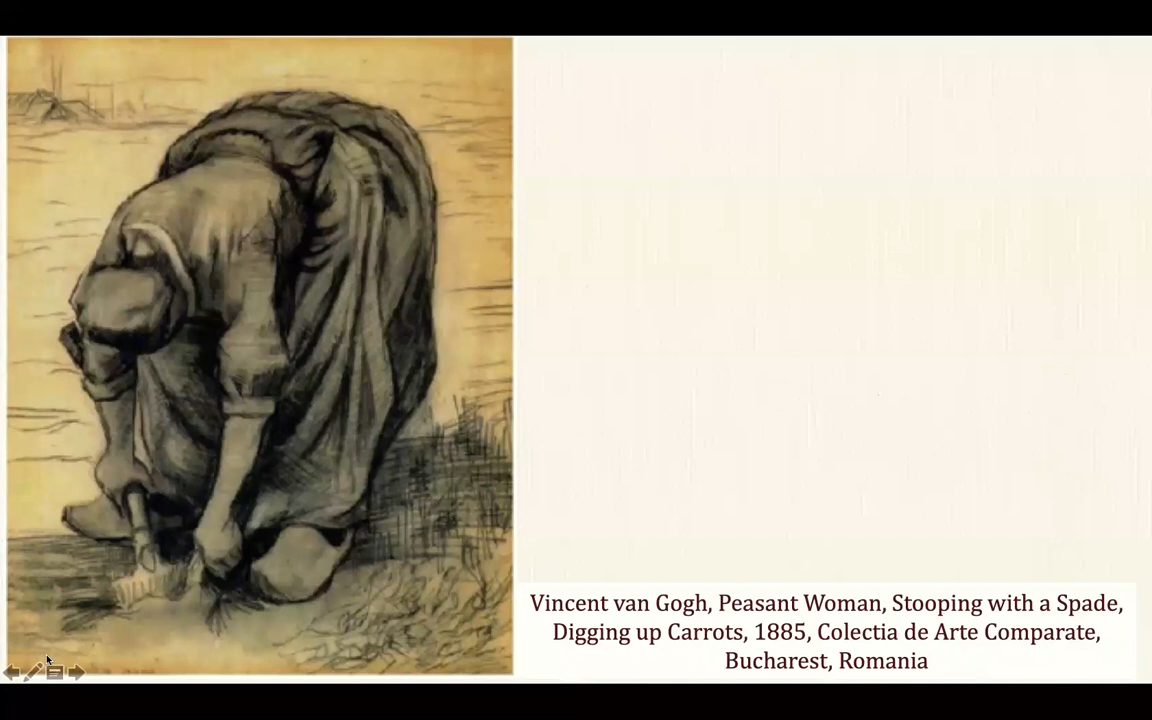 Vincent van Gogh, Peasant Woman, Stooping with a Spade,
Digging up Carrots, 1885, Colectia de Arte Comparate,
Bucharest, Romania